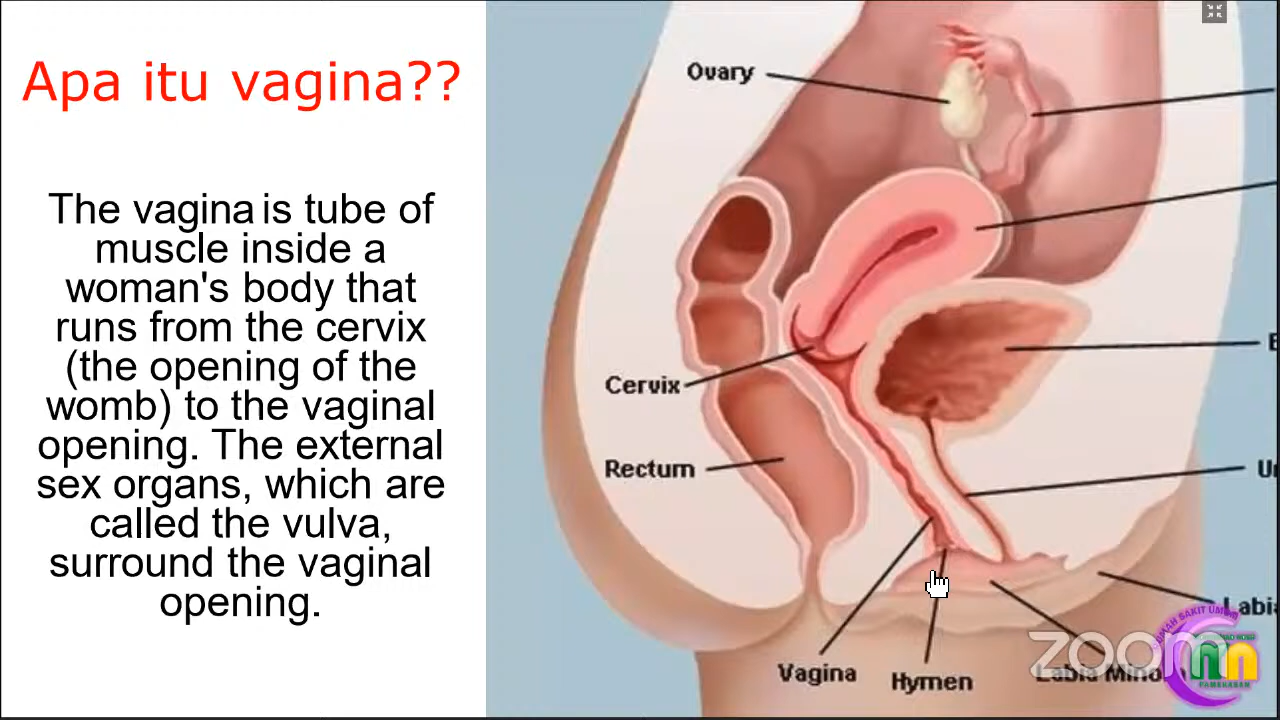 Apa itu vagina??
The vagina is tube of
muscle inside a
woman's body that
runs from the cervix
(the opening of the
womb) to the vaginal
opening. The external
sex organs, which are
called the vulva,
surround the vaginal
opening.
Ovary
Cervix
Rectum
Vagina
Hymen
Labia
zoom